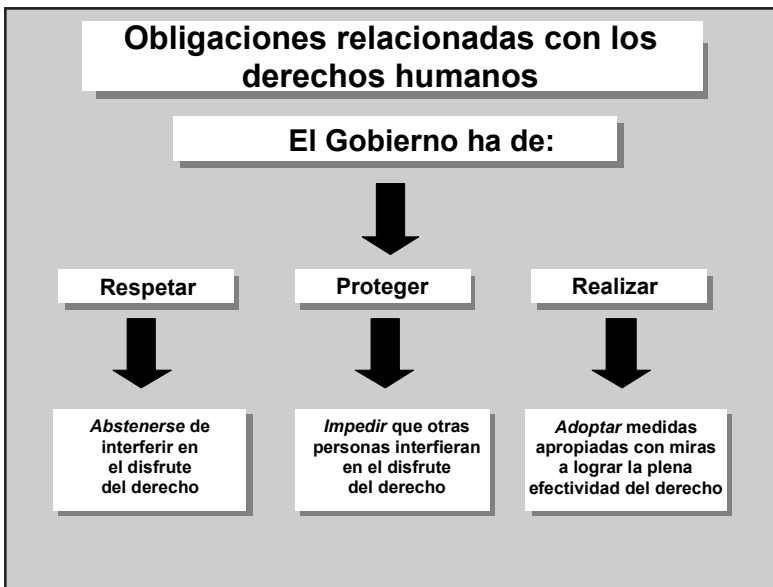 Obligaciones relacionadas con los
derechos humanos
El Gobierno ha de:
Respetar
Proteger
Realizar
Abstenerse de
interferir en
el disfrute
del derecho
Impedir que otras
personas interfieran
en el disfrute
del derecho
Adoptar medidas
apropiadas con miras
a lograr la plena
efectividad del derecho